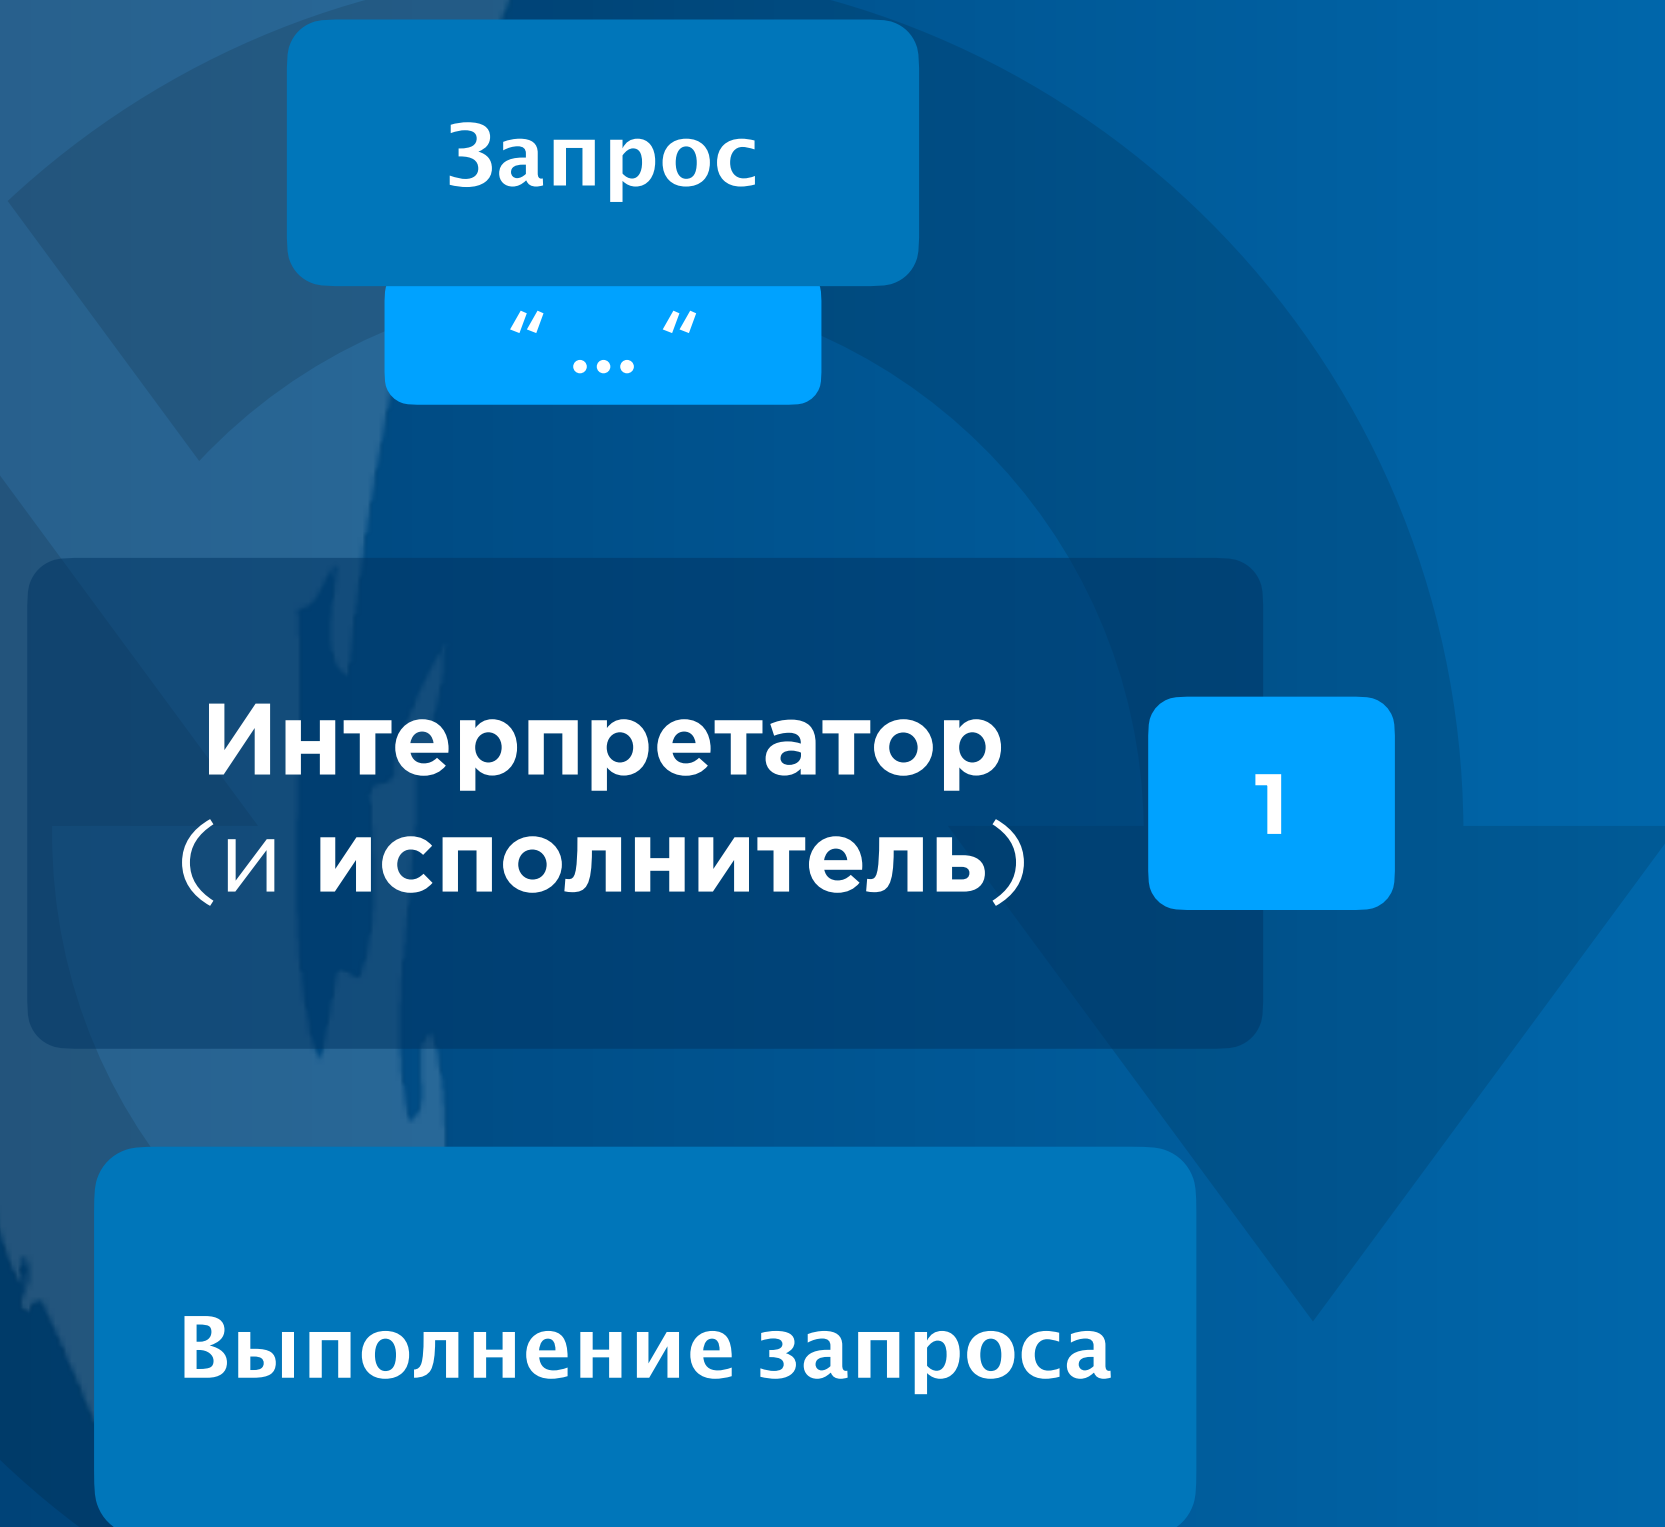 Запрос
“ ... “
Интерпретатор
(и исполнитель)
1
Выполнение запроса